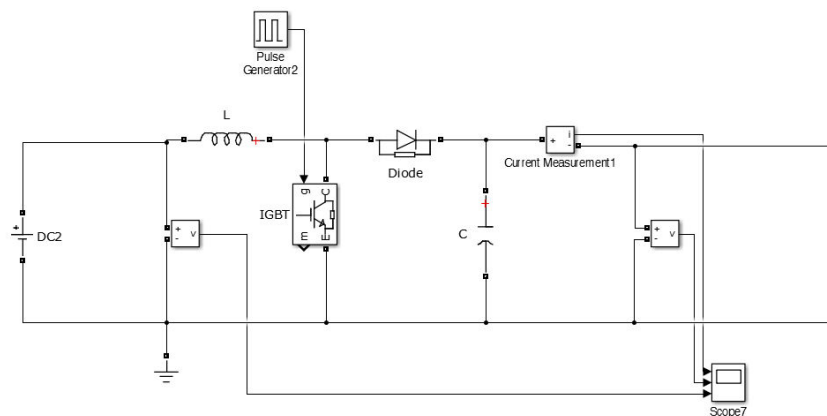 Pulse
Generator2
L
i
+
-
Current Measurement1
Diode
g
C
IGBT
m
E
+
DC2
+
-
v
C
+
-
v
Scope7